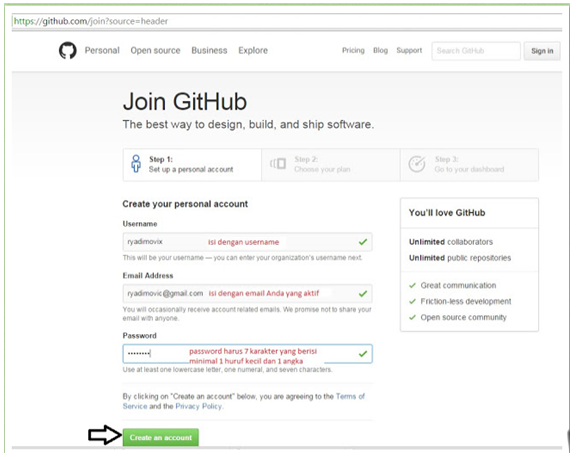 https://github.com/join?source=header
Personal Open source Business Explore Pricing Blog Support Search GitHub Sign in
Join GitHub
The best way to design, build, and ship software.
Step 1:
Set up a personal account
Step 2:
Choose your plan
Step 3:
Go to your dashboard
Create your personal account
Username
ryadimovix isi dengan username
This will be your username — you can enter your organization's username next.
Email Address
ryadimovic@gmail.com isi dengan email Anda yang aktif
You will occasionally receive account related emails. We promise not to share your
email with anyone.
Password
password harus 7 karakter yang berisi
minimal 1 huruf kecil dan 1 angka
Use at least one lowercase letter, one numeral, and seven characters.
By clicking on "Create an account" below, you are agreeing to the Terms of
Service and the Privacy Policy.
Create an account
You'll love GitHub
Unlimited collaborators
Unlimited public repositories
Great communication
Friction-less development
Open source community